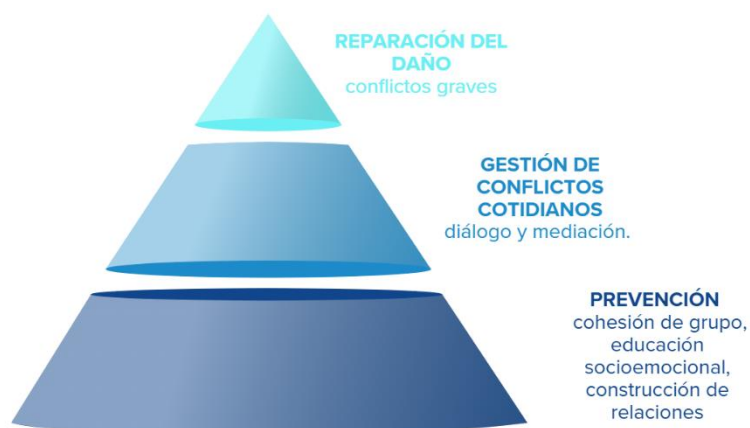 REPARACIÓN DEL
DAÑO
conflictos graves
GESTIÓN DE
CONFLICTOS
COTIDIANOS
diálogo y mediación.
PREVENCIÓN
cohesión de grupo,
educación
socioemocional,
construcción de
relaciones